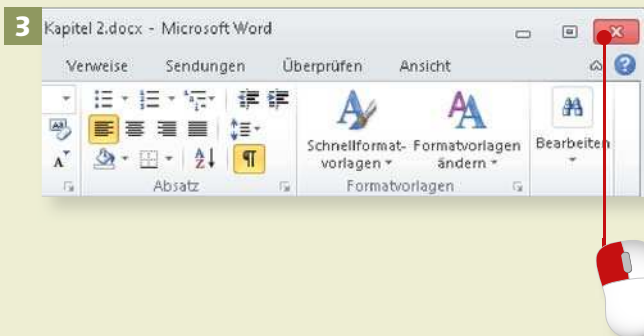 3
Kapitel 2.docx - Microsoft Word
Verweise Sendungen Überprüfen Ansicht
Schnellformat- Formatvorlagen Bearbeiten
vorlagen ändern
Absatz Formatvorlagen